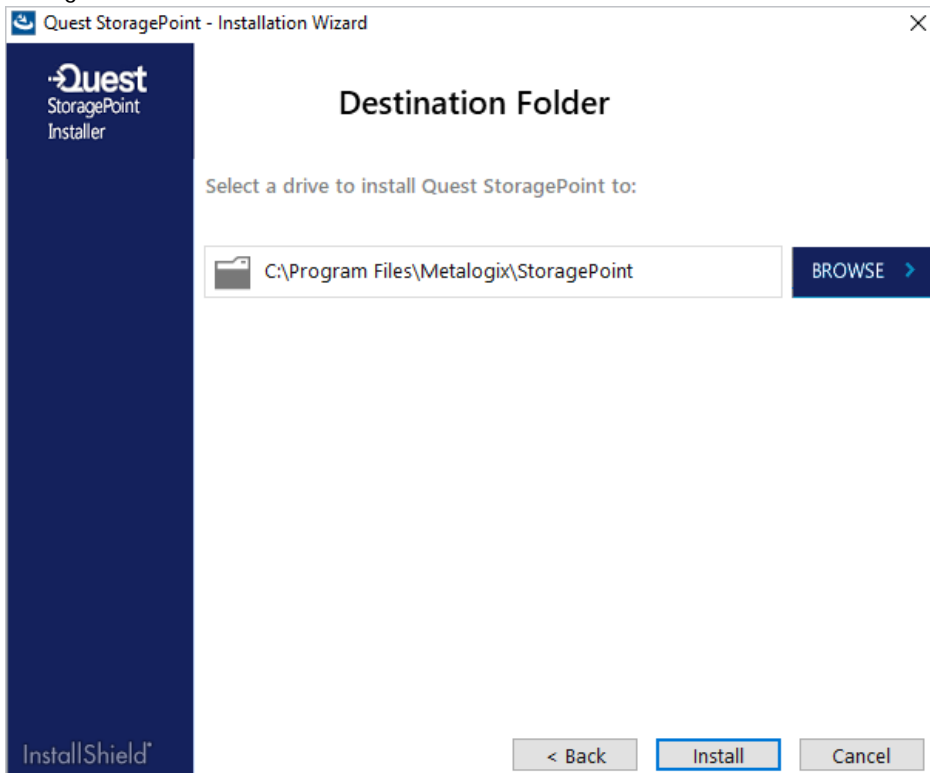 Quest StoragePoint - Installation Wizard
Quest
StoragePoint
Installer
Destination Folder
Select a drive to install Quest StoragePoint to:
C:\Program Files\Metalogix\StoragePoint
BROWSE >
InstallShield®
< Back
Install
Cancel